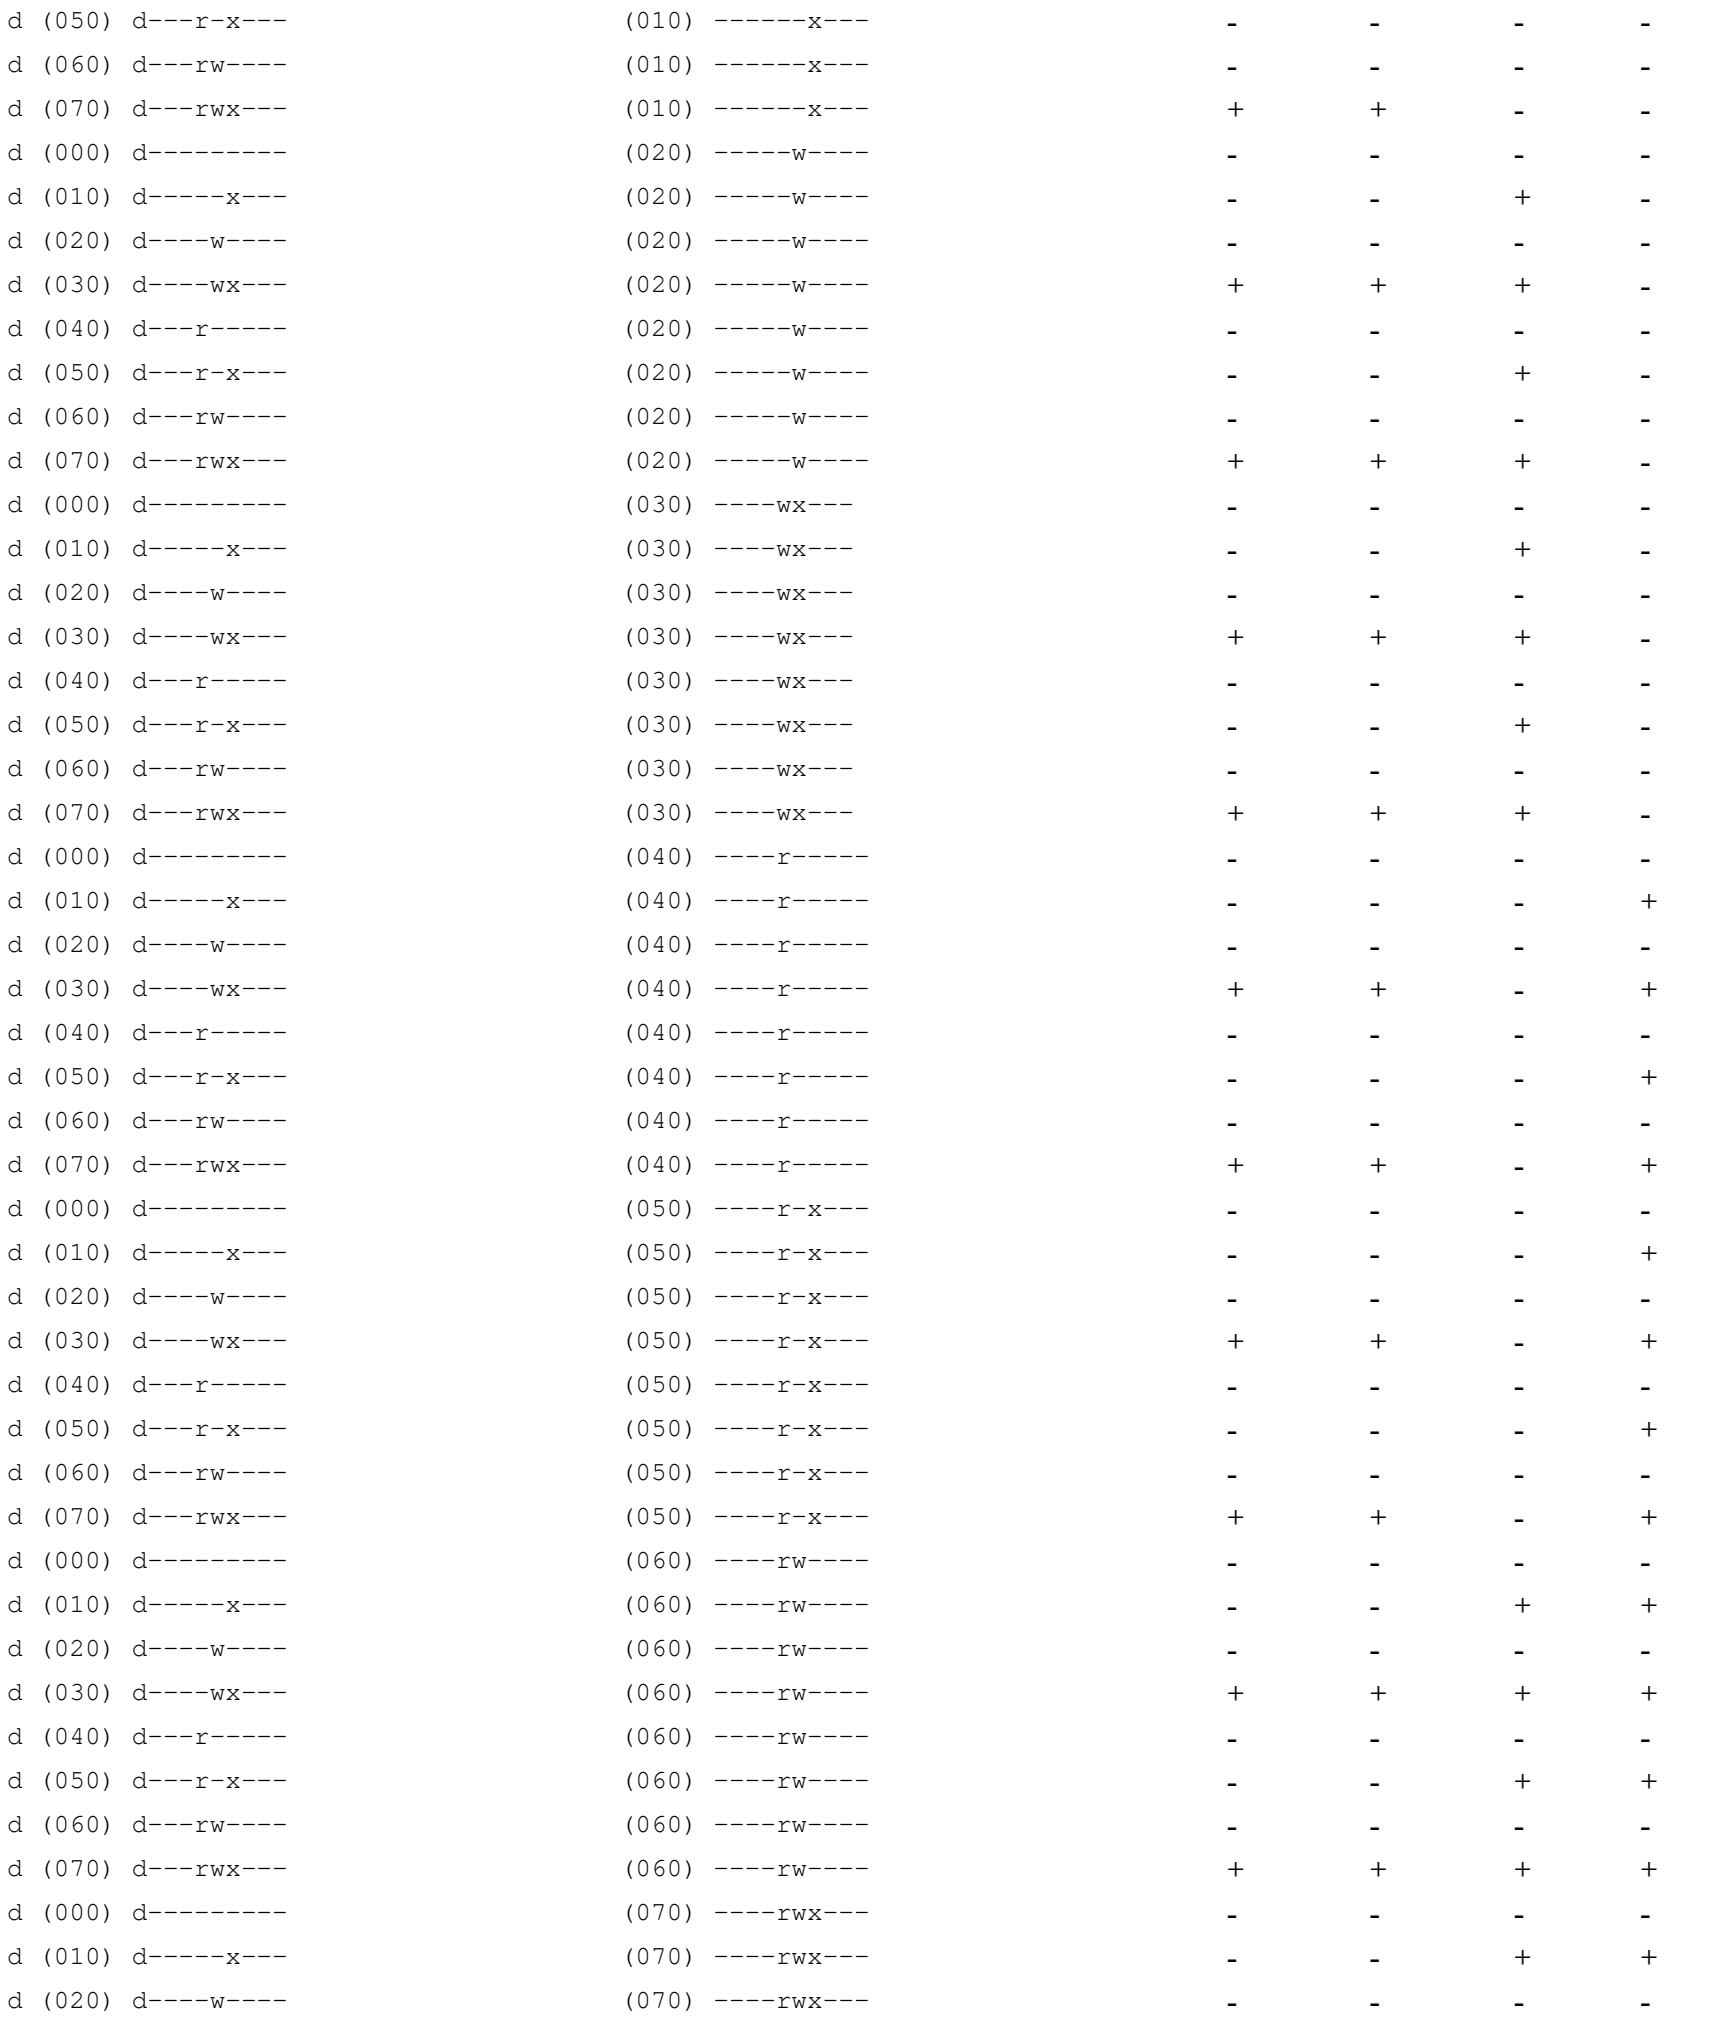 d (050) d---r-x--- (010) ------x--- - - - -
d (060) d---rw---- (010) ------x--- - - - -
d (070) d---rwx--- (010) ------x--- + + - -
d (000) d--------- (020) -----w---- - - - -
d (010) d-----x--- (020) -----w---- - - + -
d (020) d----w---- (020) -----w---- - - - -
d (030) d----wx--- (020) -----w---- + + + -
d (040) d---r----- (020) -----w---- - - - -
d (050) d---r-x--- (020) -----w---- - - + -
d (060) d---rw---- (020) -----w---- - - - -
d (070) d---rwx--- (020) -----w---- + + + -
d (000) d--------- (030) ----wx--- - - - -
d (010) d-----x--- (030) ----wx--- - - + -
d (020) d----w---- (030) ----wx--- - - - -
d (030) d----wx--- (030) ----wx--- + + + -
d (040) d---r----- (030) ----wx--- - - - -
d (050) d---r-x--- (030) ----wx--- - - + -
d (060) d---rw---- (030) ----wx--- - - - -
d (070) d---rwx--- (030) ----wx--- + + + -
d (000) d--------- (040) ----r----- - - - -
d (010) d-----x--- (040) ----r----- - - - +
d (020) d----w---- (040) ----r----- - - - -
d (030) d----wx--- (040) ----r----- + + - +
d (040) d---r----- (040) ----r----- - - - -
d (050) d---r-x--- (040) ----r----- - - - +
d (060) d---rw---- (040) ----r----- - - - -
d (070) d---rwx--- (040) ----r----- + + - +
d (000) d--------- (050) ----r-x--- - - - -
d (010) d-----x--- (050) ----r-x--- - - - +
d (020) d----w---- (050) ----r-x--- - - - -
d (030) d----wx--- (050) ----r-x--- + + - +
d (040) d---r----- (050) ----r-x--- - - - -
d (050) d---r-x--- (050) ----r-x--- - - - +
d (060) d---rw---- (050) ----r-x--- - - - -
d (070) d---rwx--- (050) ----r-x--- + + - +
d (000) d--------- (060) ----rw---- - - - -
d (010) d-----x--- (060) ----rw---- - - + +
d (020) d----w---- (060) ----rw---- - - - -
d (030) d----wx--- (060) ----rw---- + + + +
d (040) d---r----- (060) ----rw---- - - - -
d (050) d---r-x--- (060) ----rw---- - - + +
d (060) d---rw---- (060) ----rw---- - - - -
d (070) d---rwx--- (060) ----rw---- + + + +
d (000) d--------- (070) ----rwx--- - - - -
d (010) d-----x--- (070) ----rwx--- - - + +
d (020) d----w---- (070) ----rwx--- - - - -